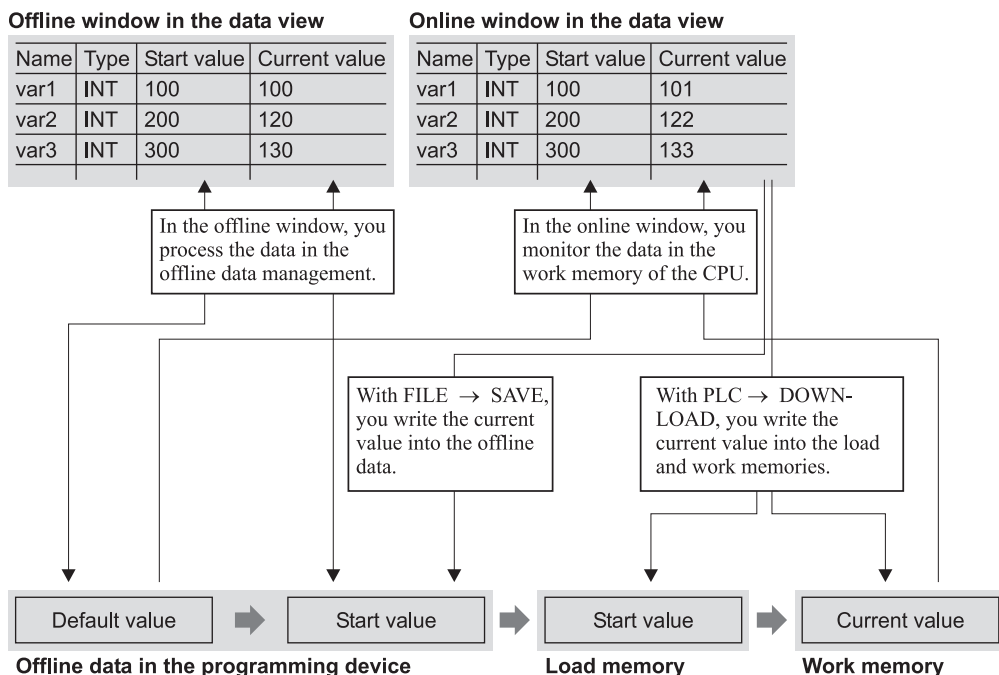 Offline window in the data view
Name Type Start value Current value
var1 INT 100 100
var2 INT 200 120
var3 INT 300 130
Online window in the data view
Name Type Start value Current value
var1 INT 100 101
var2 INT 200 122
var3 INT 300 133
In the offline window, you
process the data in the
offline data management.
In the online window, you
monitor the data in the
work memory of the CPU.
With FILE → SAVE,
you write the current
value into the offline
data.
With PLC → DOWN-
LOAD, you write the
current value into the load
and work memories.
Default value
Start value
Start value
Current value
Offline data in the programming device
Load memory
Work memory